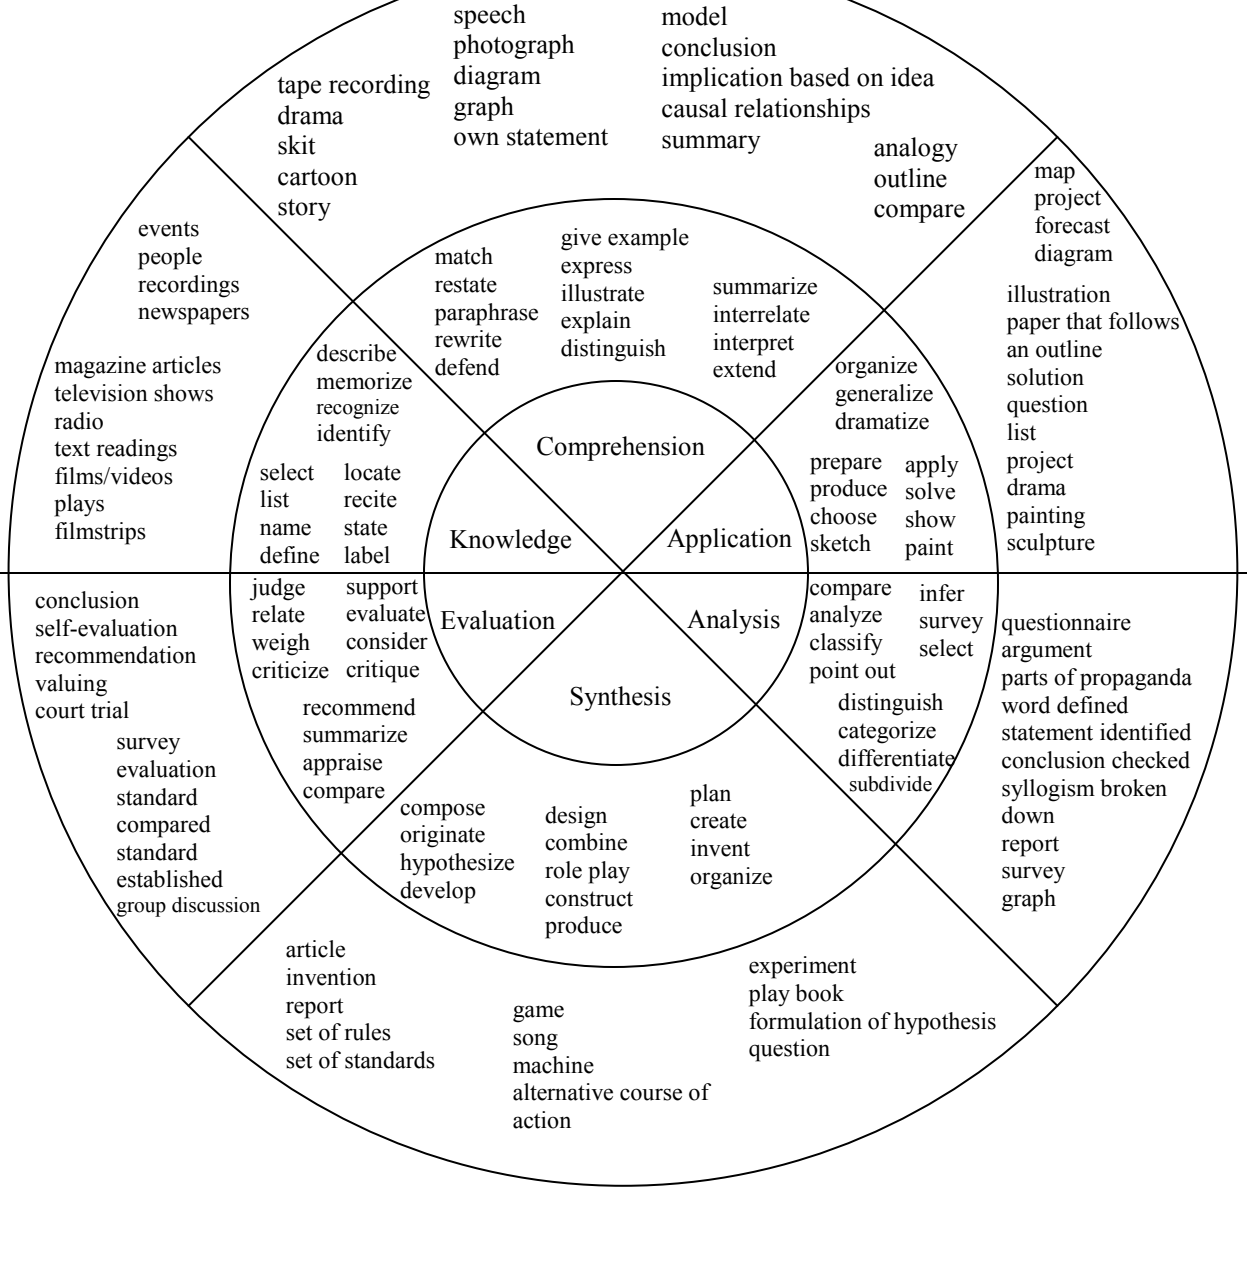 speech
photograph
diagram
graph
own statement
model
conclusion
implication based on idea
causal relationships
summary
tape recording
drama
skit
cartoon
story
analogy
outline
compare
map
project
forecast
diagram
illustration
paper that follows
an outline
solution
question
list
project
drama
painting
sculpture
events
people
recordings
newspapers
magazine articles
television shows
radio
text readings
films/videos
plays
filmstrips
match
restate
paraphrase
rewrite
defend
give example
express
illustrate
explain
distinguish
summarize
interrelate
interpret
extend
describe
memorize
recognize
identify
select
list
name
define
locate
recite
state
label
organize
generalize
dramatize
prepare
produce
choose
sketch
apply
solve
show
paint
Comprehension
Knowledge
Application
Evaluation
Analysis
Synthesis
judge
relate
weigh
criticize
support
evaluate
consider
critique
recommend
summarize
appraise
compare
compare
analyze
classify
point out
infer
survey
select
distinguish
categorize
differentiate
subdivide
conclusion
self-evaluation
recommendation
valuing
court trial
survey
evaluation
standard
compared
standard
established
group discussion
questionnaire
argument
parts of propaganda
word defined
statement identified
conclusion checked
syllogism broken
down
report
survey
graph
compose
originate
hypothesize
develop
design
combine
role play
construct
produce
plan
create
invent
organize
article
invention
report
set of rules
set of standards
game
song
machine
alternative course of
action
experiment
play book
formulation of hypothesis
question